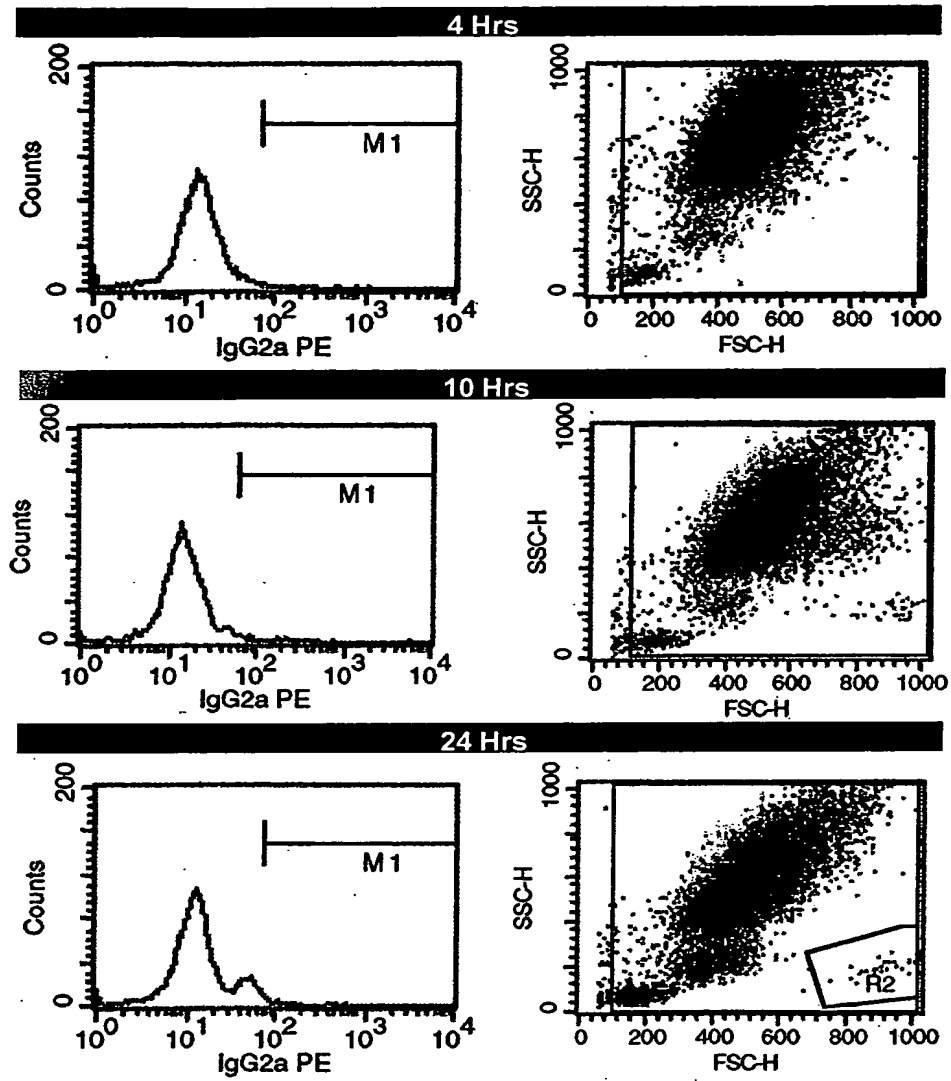 4 Hrs
200
Counts
0
M1
10^0 10^1 10^2 10^3 10^4
IgG2a PE
1000
SSC-H
0
0 200 400 600 800 1000
FSC-H
10 Hrs
200
Counts
0
M1
10^0 10^1 10^2 10^3 10^4
IgG2a PE
1000
SSC-H
0
0 200 400 600 800 1000
FSC-H
24 Hrs
200
Counts
0
M1
10^0 10^1 10^2 10^3 10^4
IgG2a PE
1000
SSC-H
0
R2
0 200 400 600 800 1000
FSC-H